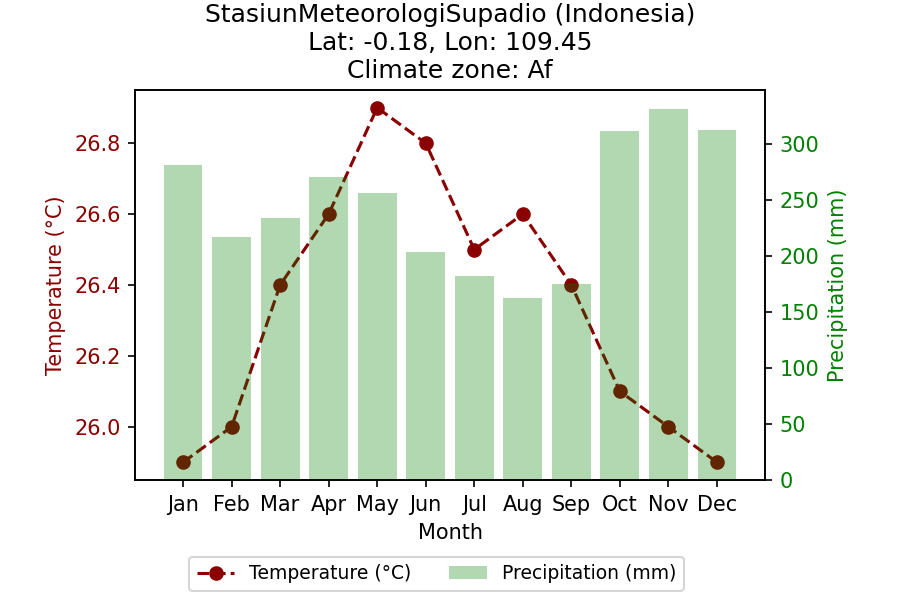 StasiunMeteorologiSupadio (Indonesia)
Lat: -0.18, Lon: 109.45
Climate zone: Af
26.8
26.6
26.4
26.2
26.0
Temperature (°C)
300
250
200
150
100
50
0
Precipitation (mm)
Jan Feb Mar Apr May Jun Jul Aug Sep Oct Nov Dec
Month
Temperature (°C) Precipitation (mm)